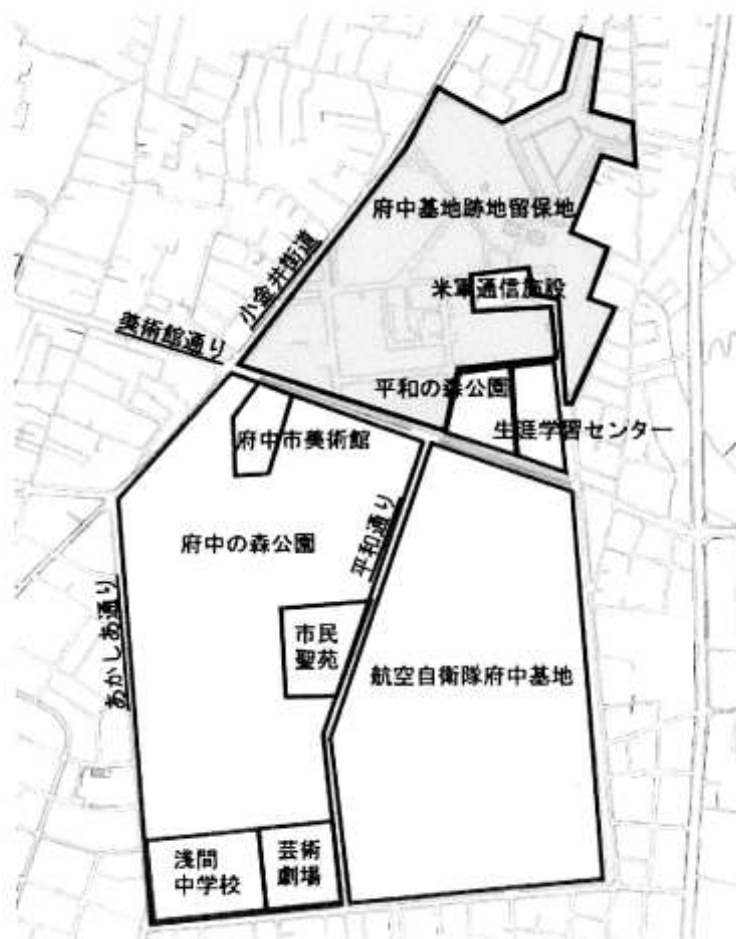 府中基地跡地留保地
小金井街道
米軍通信施設
美術館通り
平和の森公園
生涯学習センター
府中市美術館
平和通り
府中の森公園
あかしあ通り
市民
聖苑
航空自衛隊府中基地
浅間
中学校
芸術
劇場